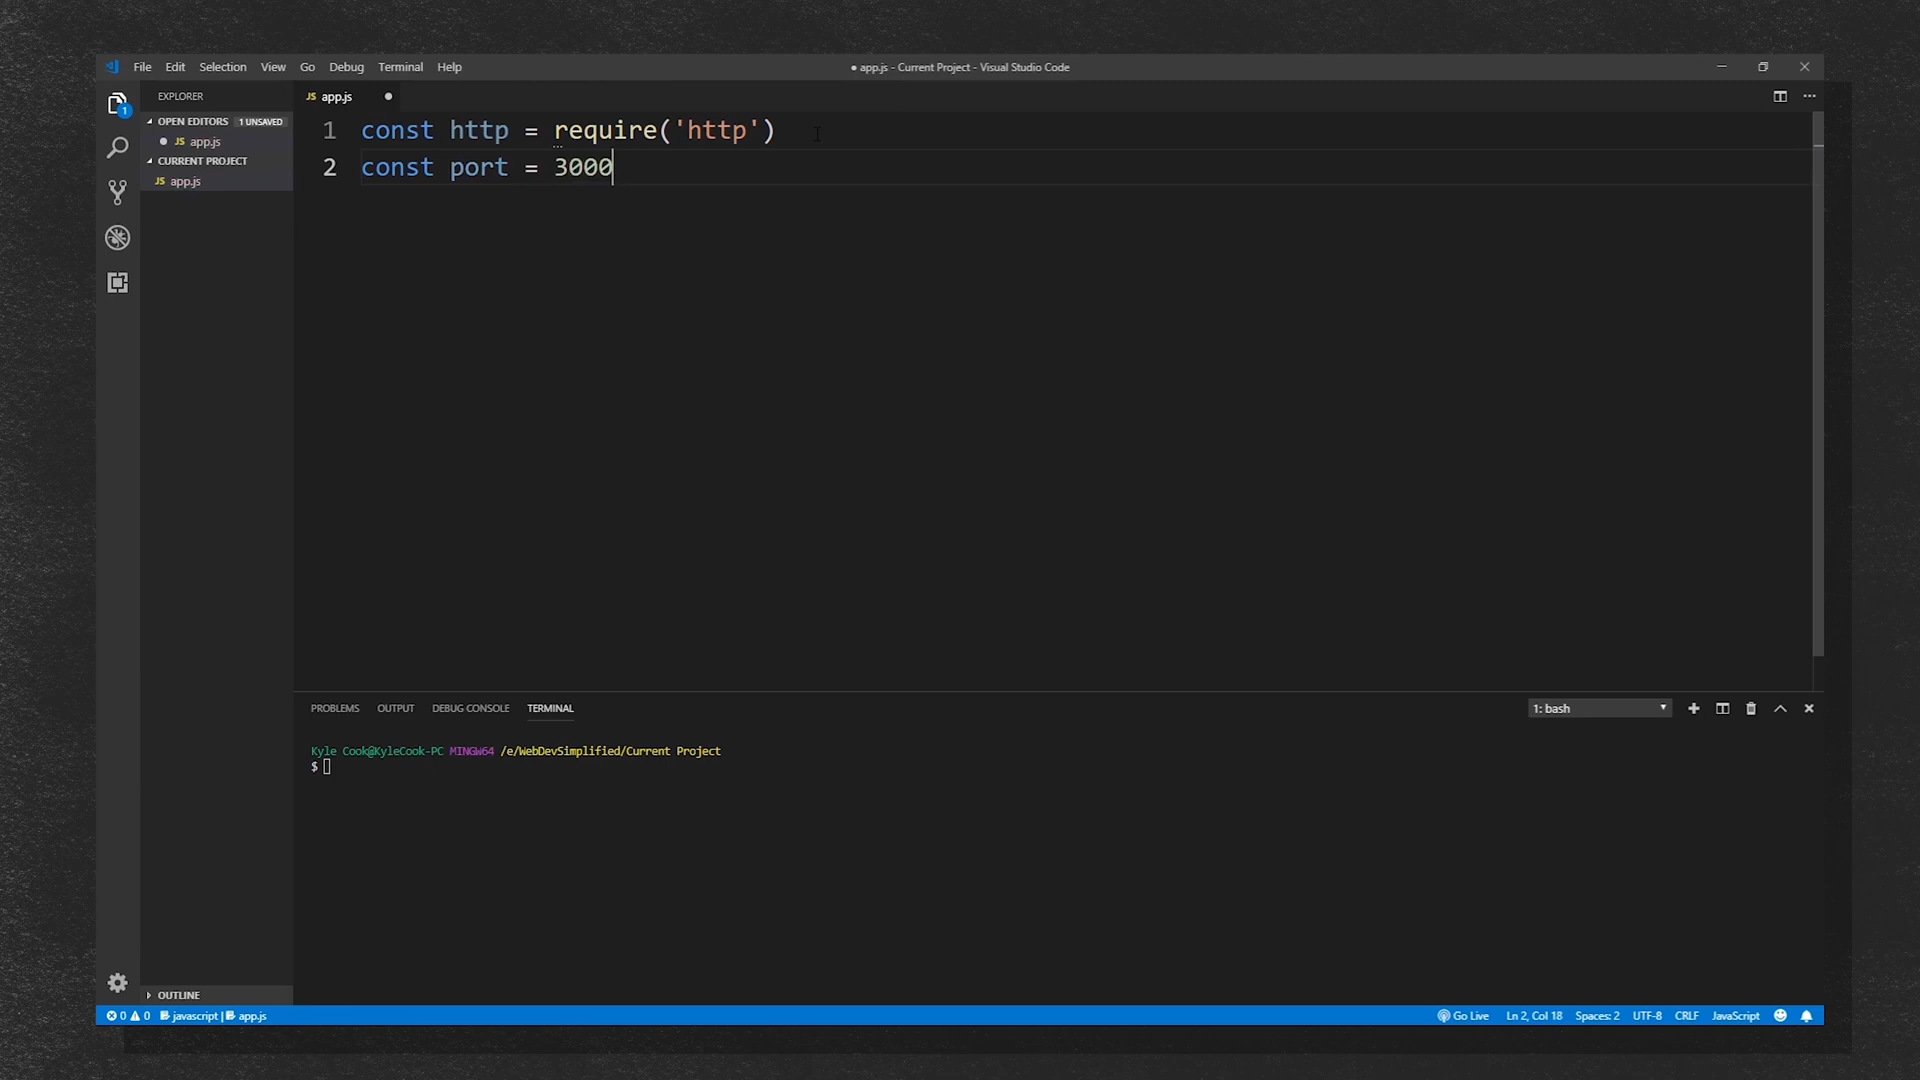 File Edit Selection View Go Debug Terminal Help
● app.js - Current Project - Visual Studio Code
EXPLORER
OPEN EDITORS 1 UNSAVED
JS app.js
CURRENT PROJECT
JS app.js
OUTLINE
JS app.js
1 const http = require('http')
2 const port = 3000
PROBLEMS OUTPUT DEBUG CONSOLE TERMINAL
1: bash
Kyle Cook@KyleCook-PC MINGW64 /e/WebDevSimplified/Current Project
$
0 0 javascript | app.js
Go Live Ln 2, Col 18 Spaces: 2 UTF-8 CRLF JavaScript
1